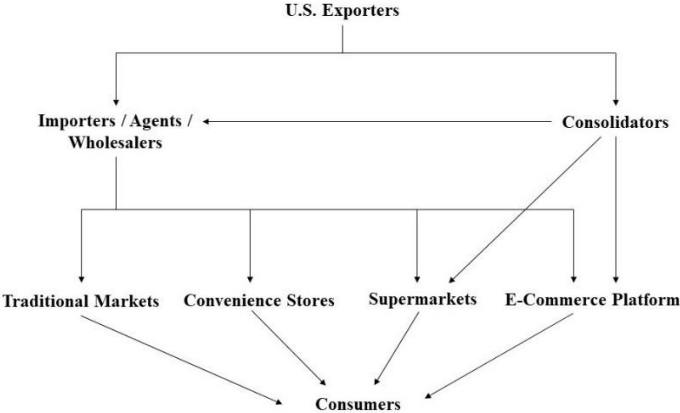 U.S. Exporters
Importers / Agents /
Wholesalers
Consolidators
Traditional Markets
Convenience Stores
Supermarkets
E-Commerce Platform
Consumers